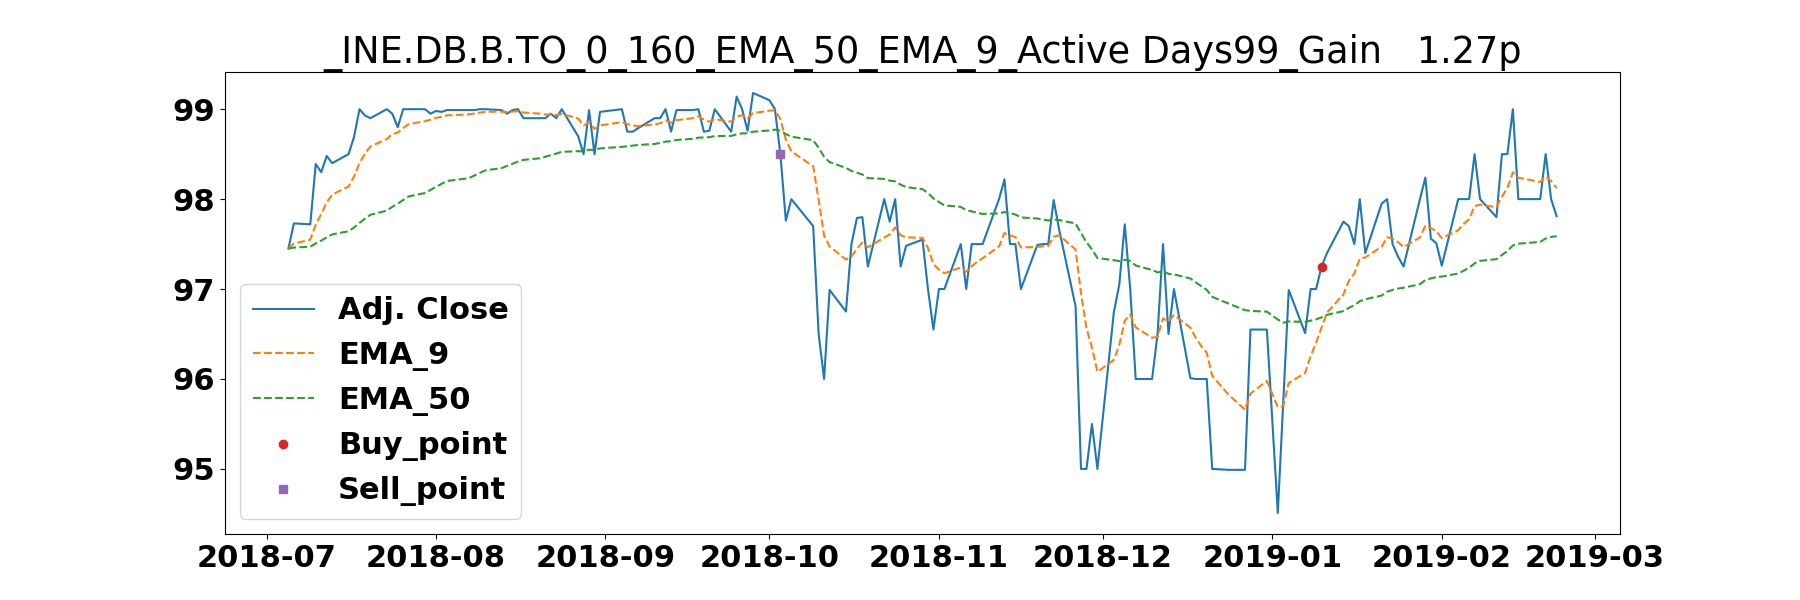 _INE.DB.B.TO_0_160_EMA_50_EMA_9_Active Days99_Gain   1.27p
99
98
97
96
95
Adj. Close
EMA_9
EMA_50
Buy_point
Sell_point
2018-07 2018-08 2018-09 2018-10 2018-11 2018-12 2019-01 2019-02 2019-03